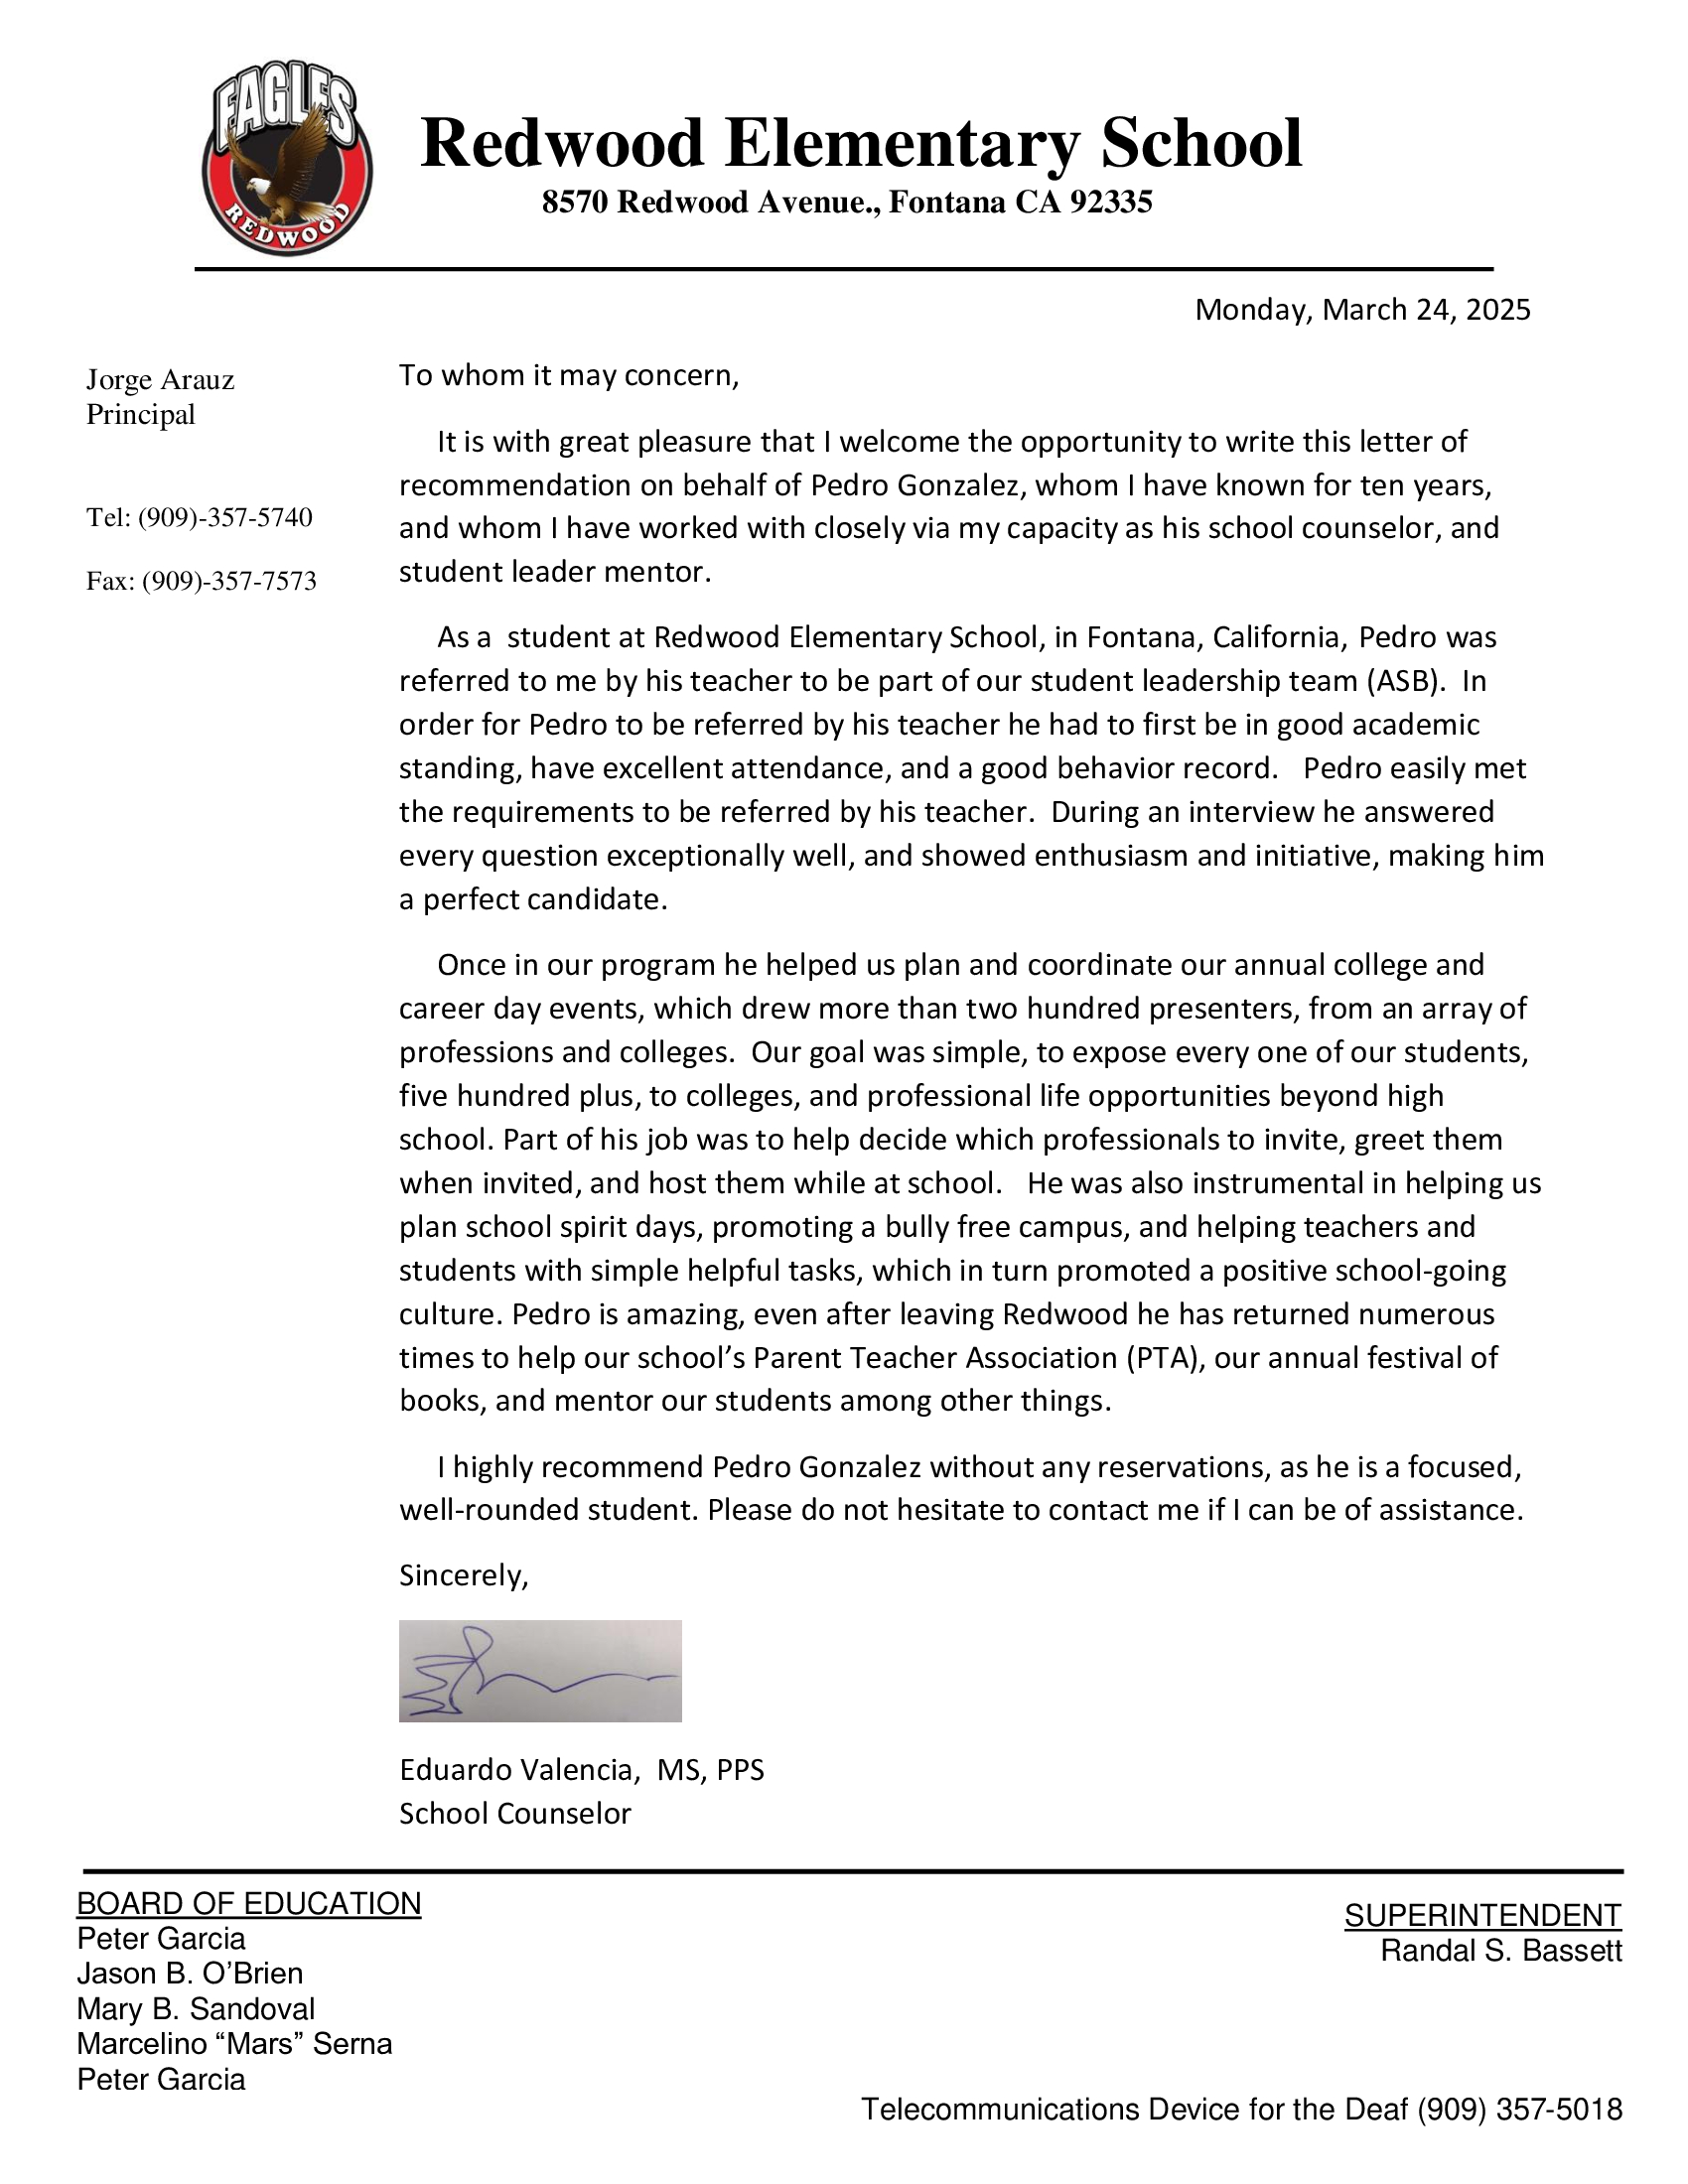 EAGLES
REDWOOD
Redwood Elementary School
8570 Redwood Avenue., Fontana CA 92335
Monday, March 24, 2025
Jorge Arauz
Principal
Tel: (909)-357-5740
Fax: (909)-357-7573
To whom it may concern,
It is with great pleasure that I welcome the opportunity to write this letter of
recommendation on behalf of Pedro Gonzalez, whom I have known for ten years,
and whom I have worked with closely via my capacity as his school counselor, and
student leader mentor.
As a  student at Redwood Elementary School, in Fontana, California, Pedro was
referred to me by his teacher to be part of our student leadership team (ASB).  In
order for Pedro to be referred by his teacher he had to first be in good academic
standing, have excellent attendance, and a good behavior record.   Pedro easily met
the requirements to be referred by his teacher.  During an interview he answered
every question exceptionally well, and showed enthusiasm and initiative, making him
a perfect candidate.
Once in our program he helped us plan and coordinate our annual college and
career day events, which drew more than two hundred presenters, from an array of
professions and colleges.  Our goal was simple, to expose every one of our students,
five hundred plus, to colleges, and professional life opportunities beyond high
school. Part of his job was to help decide which professionals to invite, greet them
when invited, and host them while at school.   He was also instrumental in helping us
plan school spirit days, promoting a bully free campus, and helping teachers and
students with simple helpful tasks, which in turn promoted a positive school-going
culture. Pedro is amazing, even after leaving Redwood he has returned numerous
times to help our school’s Parent Teacher Association (PTA), our annual festival of
books, and mentor our students among other things.
I highly recommend Pedro Gonzalez without any reservations, as he is a focused,
well-rounded student. Please do not hesitate to contact me if I can be of assistance.
Sincerely,
Eduardo Valencia,  MS, PPS
School Counselor
BOARD OF EDUCATION
Peter Garcia
Jason B. O’Brien
Mary B. Sandoval
Marcelino “Mars” Serna
Peter Garcia
SUPERINTENDENT
Randal S. Bassett
Telecommunications Device for the Deaf (909) 357-5018